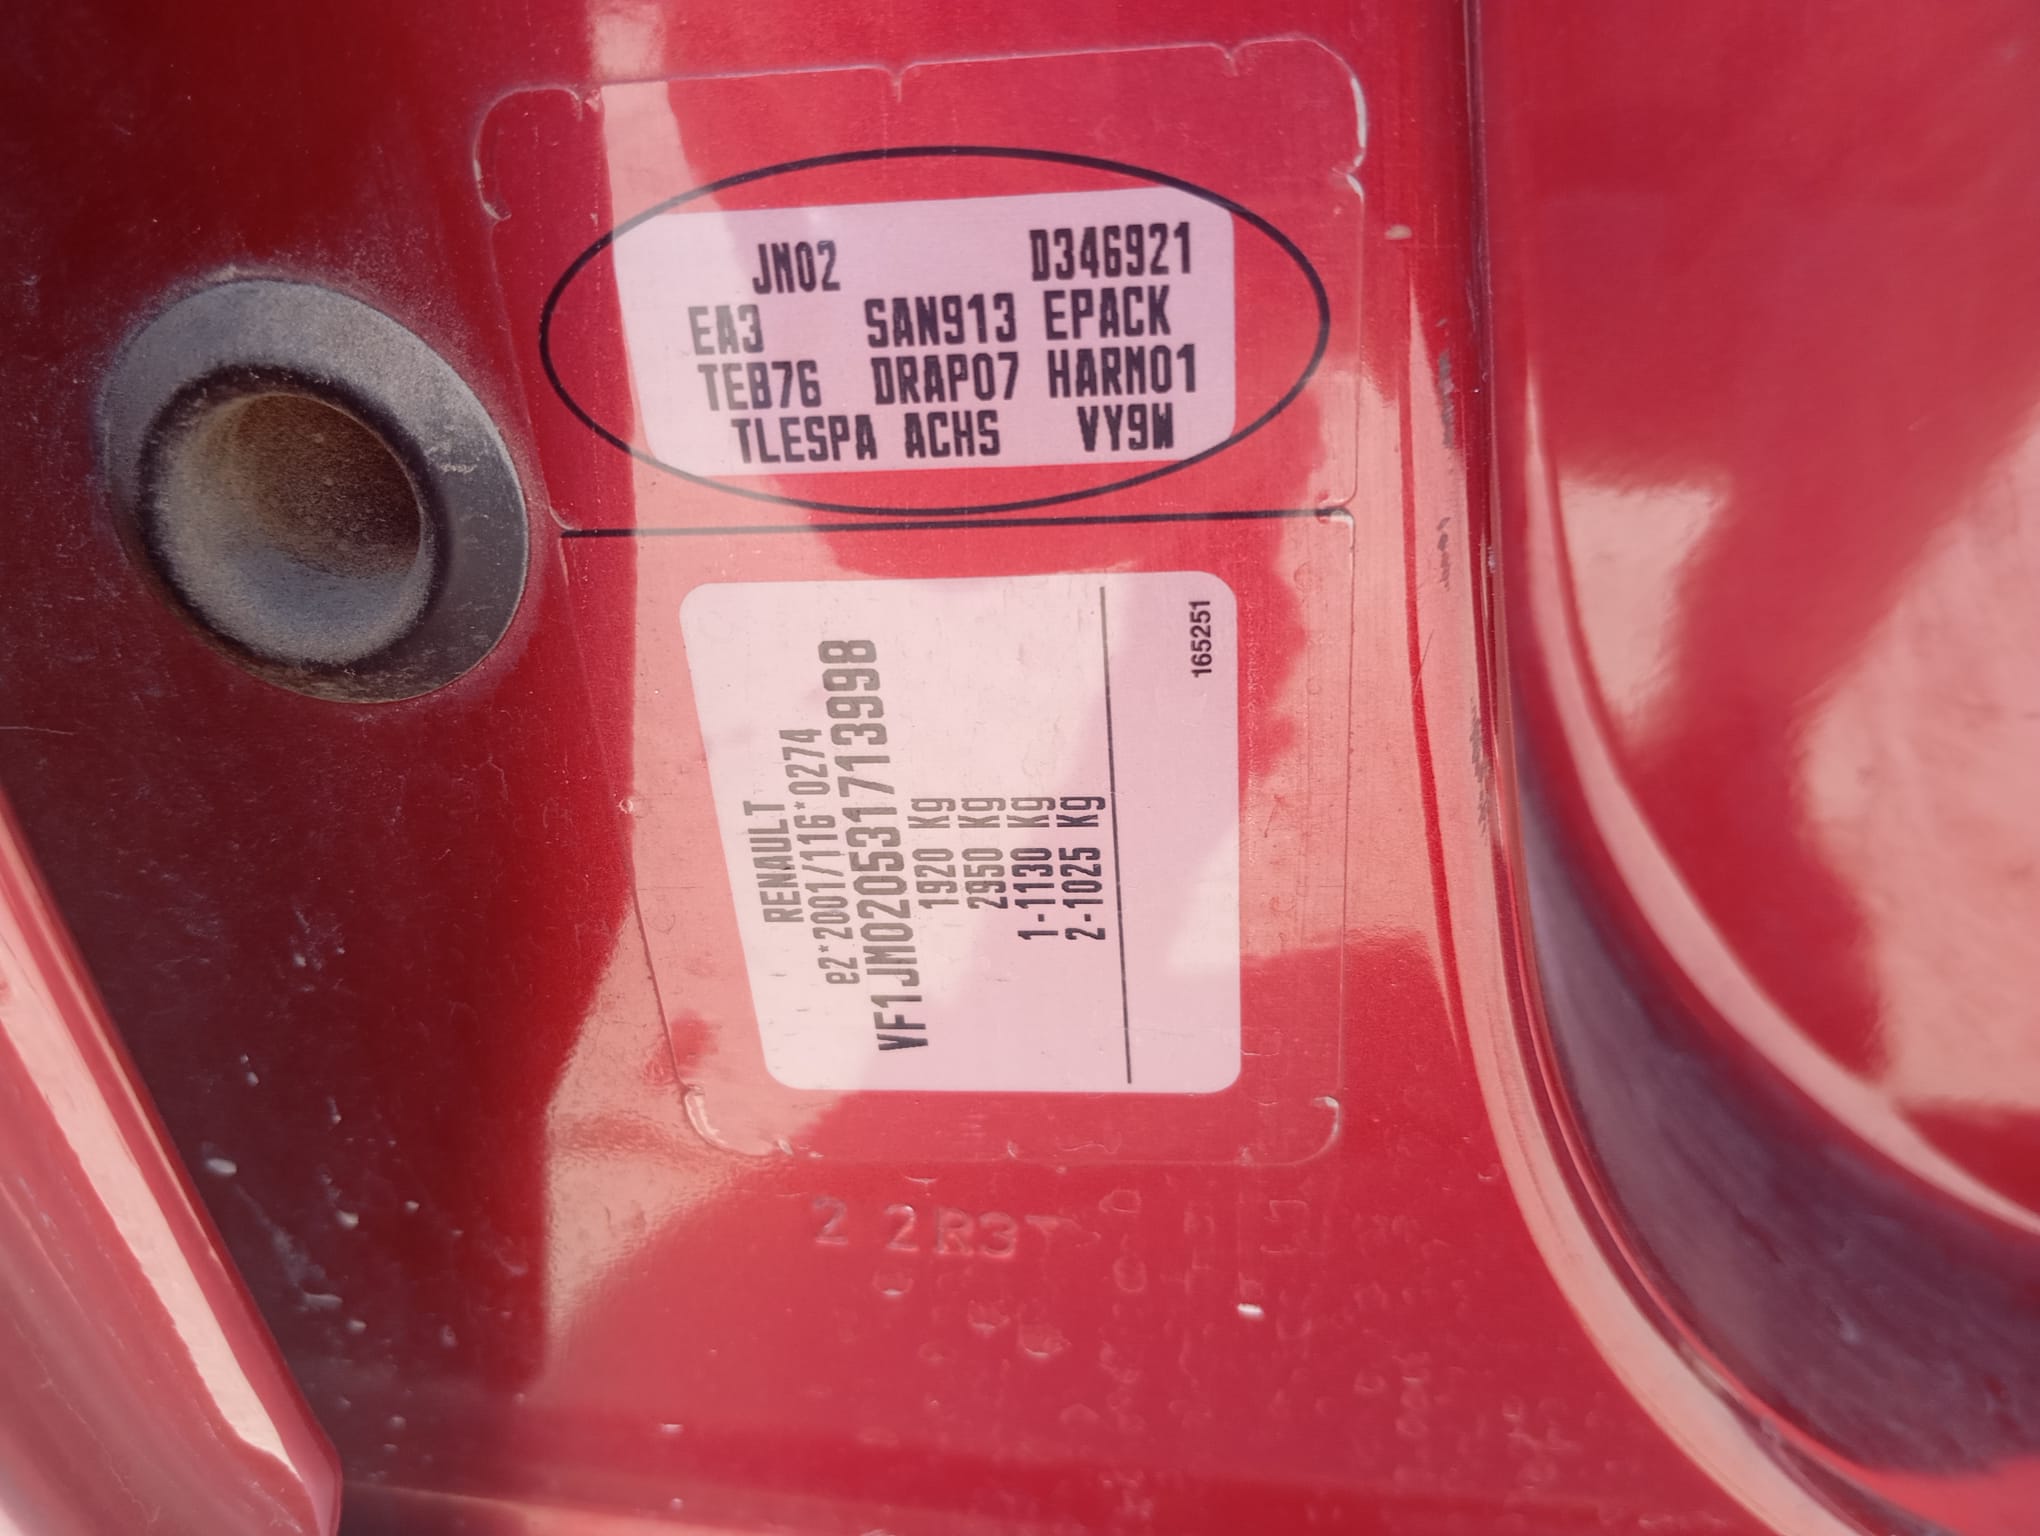 JM02 D346921
EA3 SAN913 EPACK
TEB76 DRAP07 HARM01
TLESPA ACHS VY9W
RENAULT
e2*2001/116*0274
VF1JM020531713998
1920 Kg
2950 Kg
1-1130 Kg
2-1025 Kg
165251
2 2R3